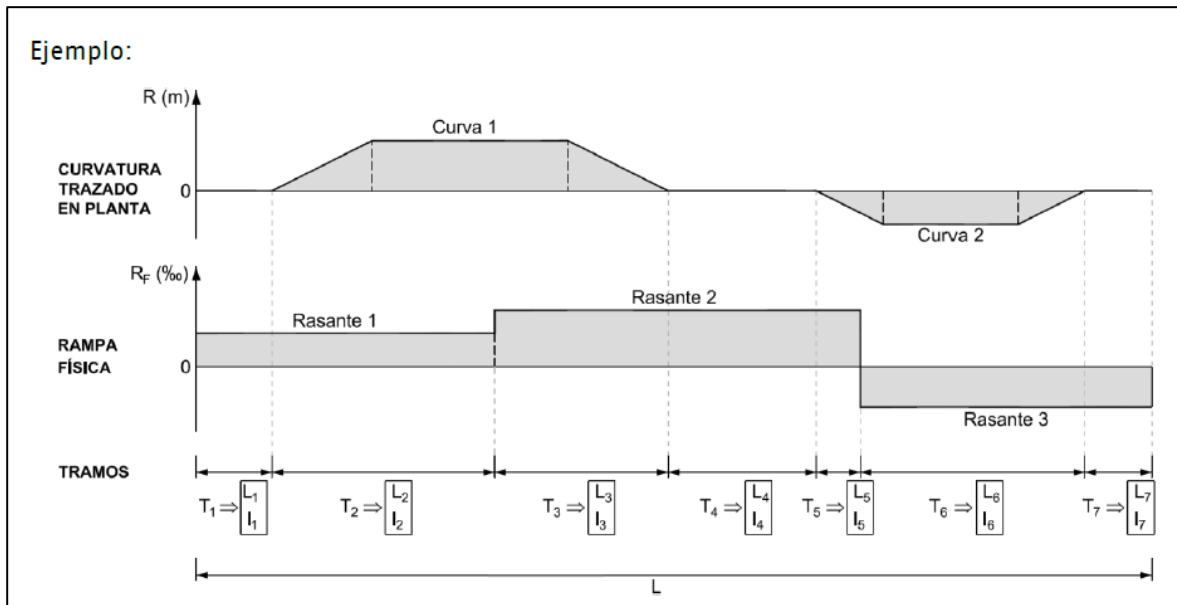 Ejemplo:
R (m)
Curva 1
CURVATURA
TRAZADO
EN PLANTA
0
Curva 2
R_F (‰)
Rasante 2
Rasante 1
RAMPA
FÍSICA
0
Rasante 3
TRAMOS
T₁ ⇒ L₁ I₁
T₂ ⇒ L₂ I₂
T₃ ⇒ L₃ I₃
T₄ ⇒ L₄ I₄
T₅ ⇒ L₅ I₅
T₆ ⇒ L₆ I₆
T₇ ⇒ L₇ I₇
L